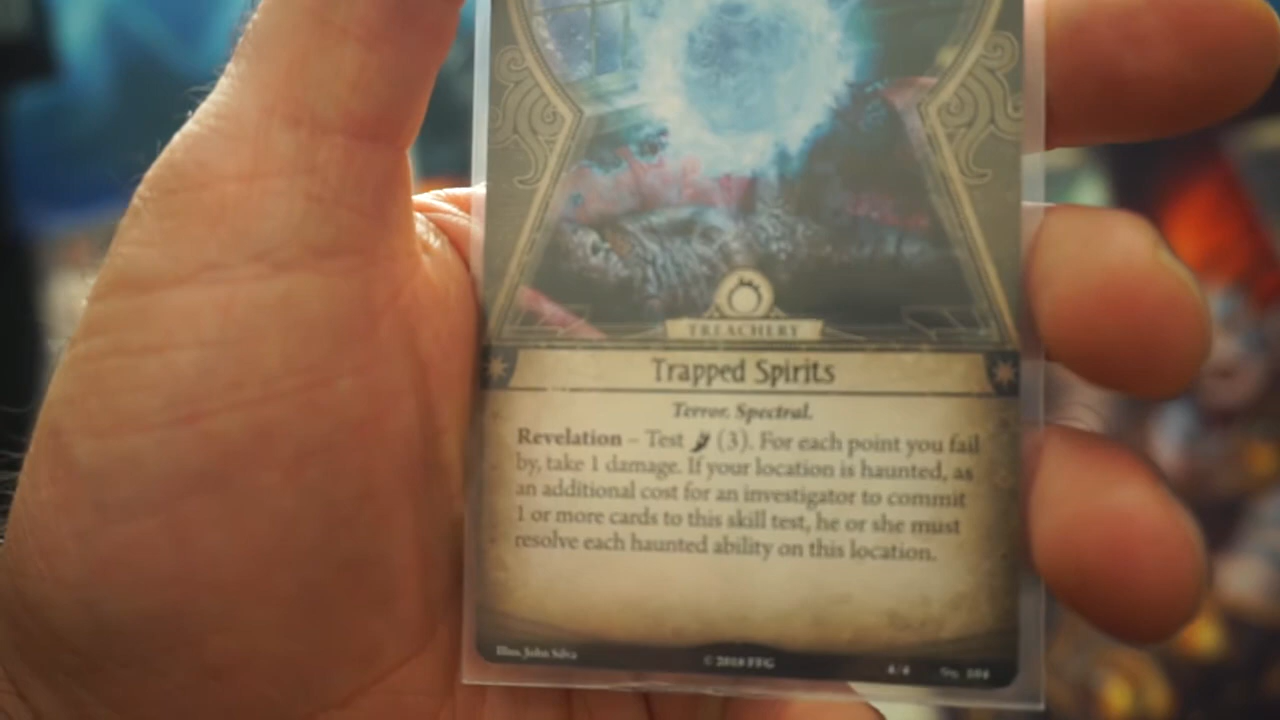 TREACHERY
Trapped Spirits
Terror. Spectral.
Revelation – Test (3). For each point you fail
by, take 1 damage. If your location is haunted, as
an additional cost for an investigator to commit
1 or more cards to this skill test, he or she must
resolve each haunted ability on this location.
Illus. John Silva
© 2018 FFG
4/4